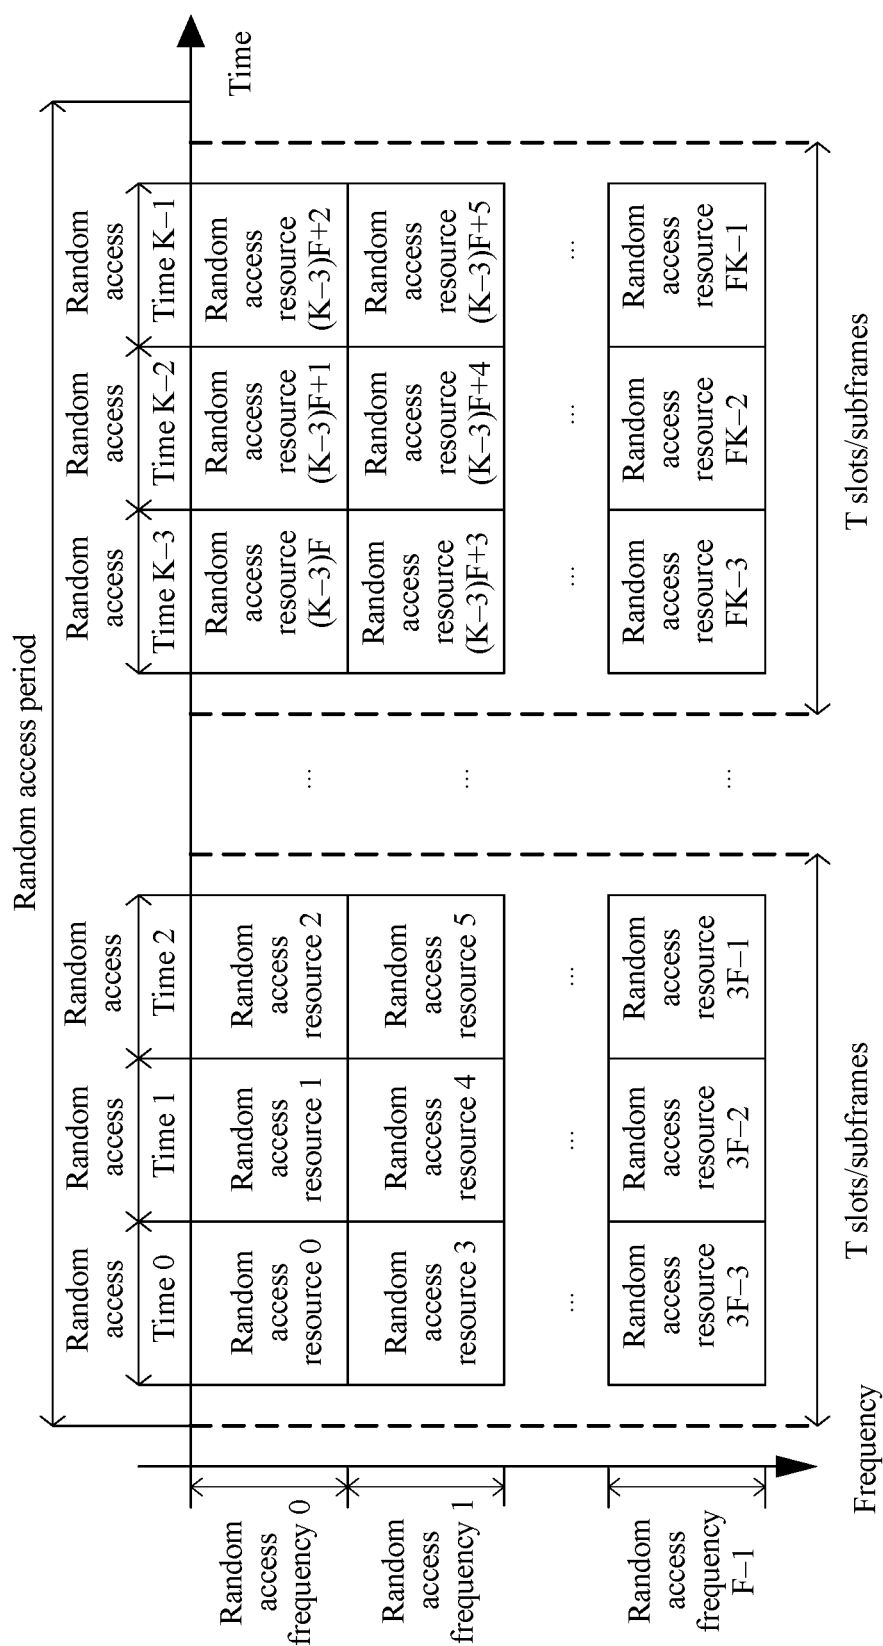 Random access period
Random
access
Time 0
Random
access
Time 1
Random
access
Time 2
Random
access
Time K−3
Random
access
Time K−2
Random
access
Time K−1
Time
Random
access
frequency 0
Random
access
resource 0
Random
access
resource 1
Random
access
resource 2
...
Random
access
resource
(K−3)F
Random
access
resource
(K−3)F+1
Random
access
resource
(K−3)F+2
Random
access
frequency 1
Random
access
resource 3
Random
access
resource 4
Random
access
resource 5
...
Random
access
resource
(K−3)F+3
Random
access
resource
(K−3)F+4
Random
access
resource
(K−3)F+5
...
...
...
...
...
...
Random
access
frequency
F−1
Random
access
resource
3F−3
Random
access
resource
3F−2
Random
access
resource
3F−1
...
Random
access
resource
FK−3
Random
access
resource
FK−2
Random
access
resource
FK−1
Frequency
T slots/subframes
T slots/subframes